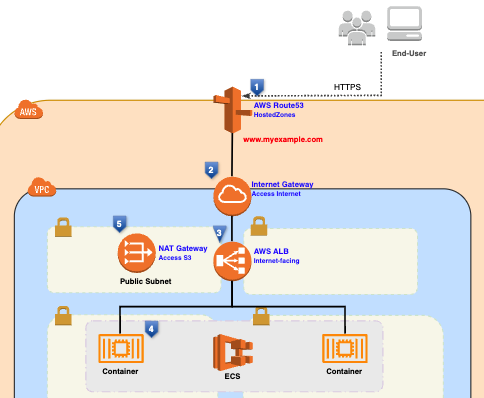 End-User
HTTPS
1
AWS Route53
HostedZones
AWS
www.myexample.com
2
VPC
Internet Gateway
Access Internet
5
3
NAT Gateway
Access S3
AWS ALB
Internet-facing
Public Subnet
4
Container
ECS
Container